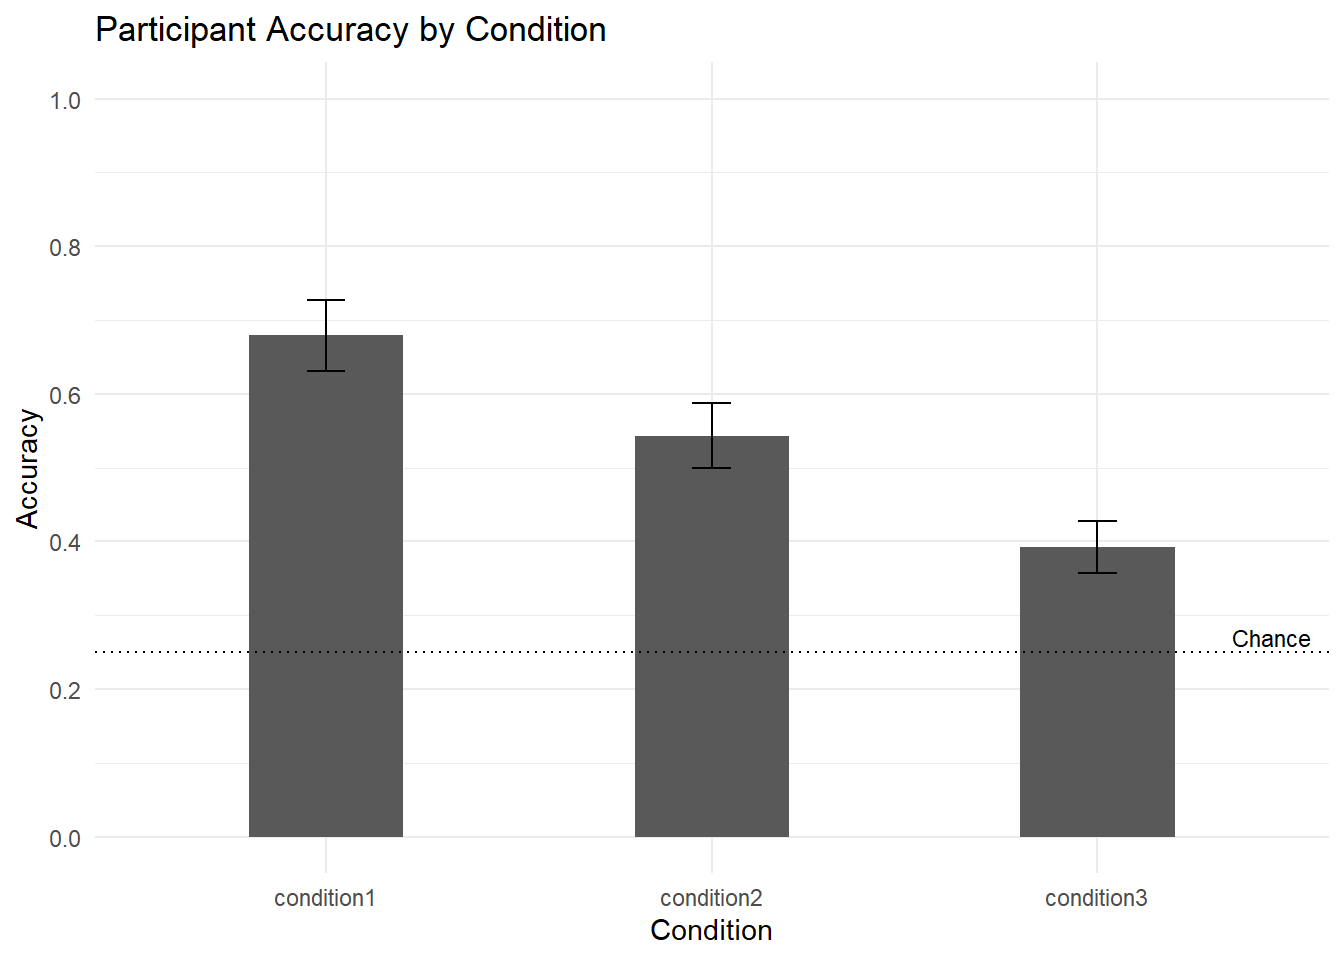 Participant Accuracy by Condition
1.0
0.8
0.6
0.4
0.2
0.0
Accuracy
Chance
condition1
condition2
condition3
Condition